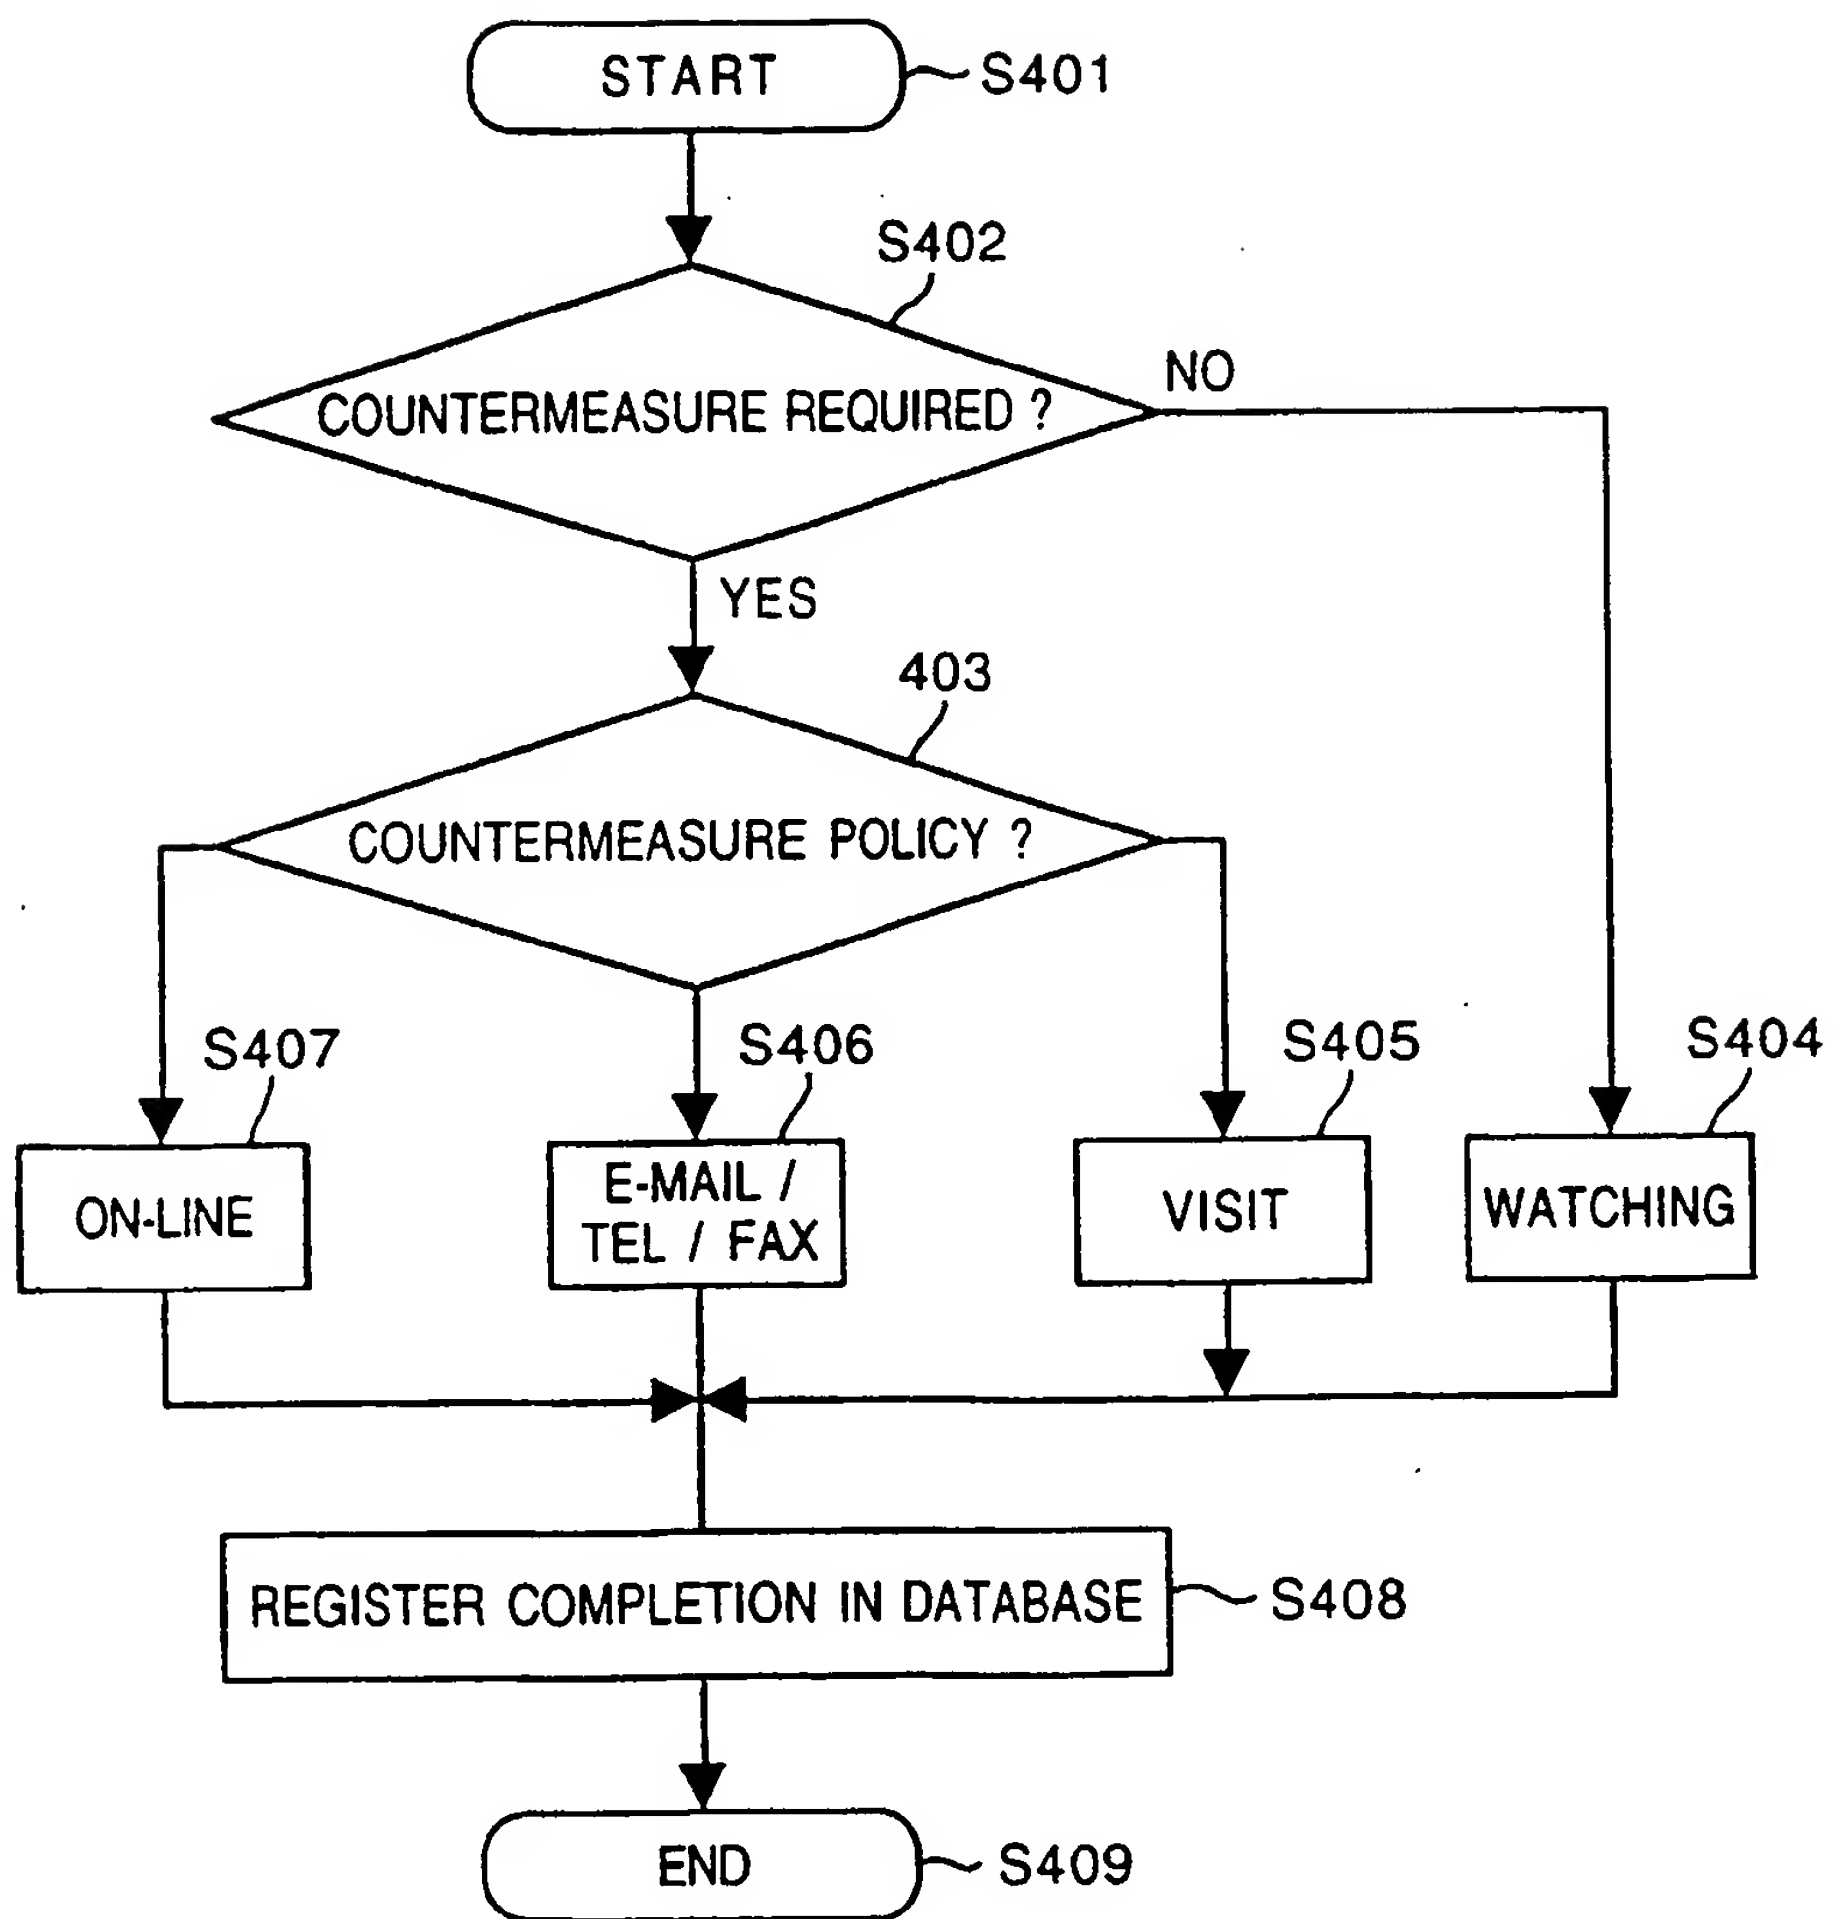 START
S401
S402
COUNTERMEASURE REQUIRED ?
NO
YES
403
COUNTERMEASURE POLICY ?
S407
S406
S405
S404
ON-LINE
E-MAIL /
TEL / FAX
VISIT
WATCHING
REGISTER COMPLETION IN DATABASE
S408
END
S409